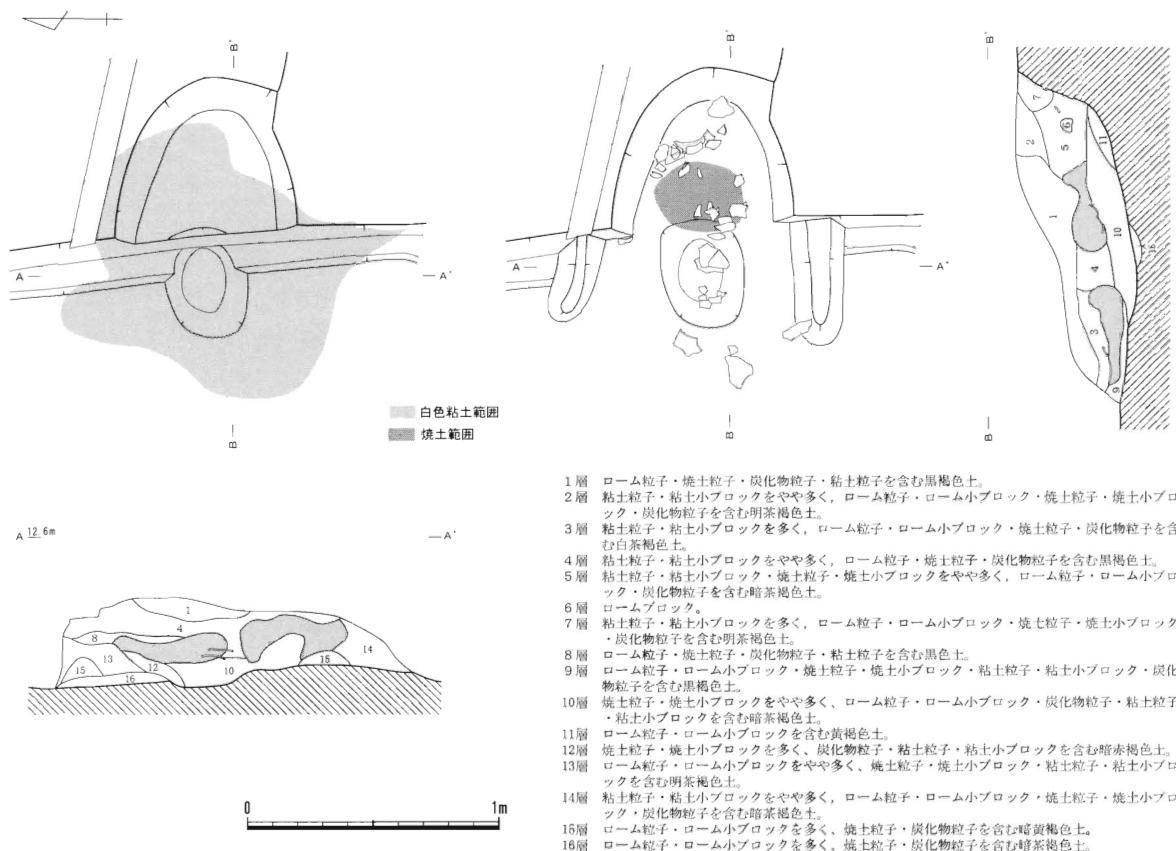 B'
B'
B'
A
A'
A
A'
白色粘土範囲
焼土範囲
B
B
B
7
2
6
5
11
1
10
4
16
3
9
A 12.6m
A'
1
4
8
13
12
15
16
10
15
14
0
1m
1層 ローム粒子・焼土粒子・炭化物粒子・粘土粒子を含む黒褐色土。
2層 粘土粒子・粘土小ブロックをやや多く，ローム粒子・ローム小ブロック・焼土粒子・焼土小ブロ
ック・炭化物粒子を含む明茶褐色土。
3層 粘土粒子・粘土小ブロックを多く，ローム粒子・ローム小ブロック・焼土粒子・炭化物粒子を含
む白茶褐色土。
4層 粘土粒子・粘土小ブロックをやや多く，ローム粒子・焼土粒子・炭化物粒子を含む黒褐色土。
5層 粘土粒子・粘土小ブロック・焼土粒子・焼土小ブロックをやや多く，ローム粒子・ローム小ブロ
ック・炭化物粒子を含む暗茶褐色土。
6層 ロームブロック。
7層 粘土粒子・粘土小ブロックを多く，ローム粒子・ローム小ブロック・焼土粒子・焼土小ブロック
・炭化物粒子を含む明茶褐色土。
8層 ローム粒子・焼土粒子・炭化物粒子・粘土粒子を含む黒色土。
9層 ローム粒子・ローム小ブロック・焼土粒子・焼土小ブロック・粘土粒子・粘土小ブロック・炭化
物粒子を含む黒褐色土。
10層 焼土粒子・焼土小ブロックをやや多く、ローム粒子・ローム小ブロック・炭化物粒子・粘土粒子
・粘土小ブロックを含む暗茶褐色土。
11層 ローム粒子・ローム小ブロックを含む黄褐色土。
12層 焼土粒子・焼土小ブロックを多く、炭化物粒子・粘土粒子・粘土小ブロックを含む暗赤褐色土。
13層 ローム粒子・ローム小ブロックをやや多く、焼土粒子・焼土小ブロック・粘土粒子・粘土小ブロ
ックを含む明茶褐色土。
14層 粘土粒子・粘土小ブロックをやや多く，ローム粒子・ローム小ブロック・焼土粒子・焼土小ブロ
ック・炭化物粒子を含む暗茶褐色土。
15層 ローム粒子・ローム小ブロックを多く、焼土粒子・炭化物粒子を含む暗黄褐色土。
16層 ローム粒子・ローム小ブロックを多く、焼土粒子・炭化物粒子を含む暗茶褐色土。